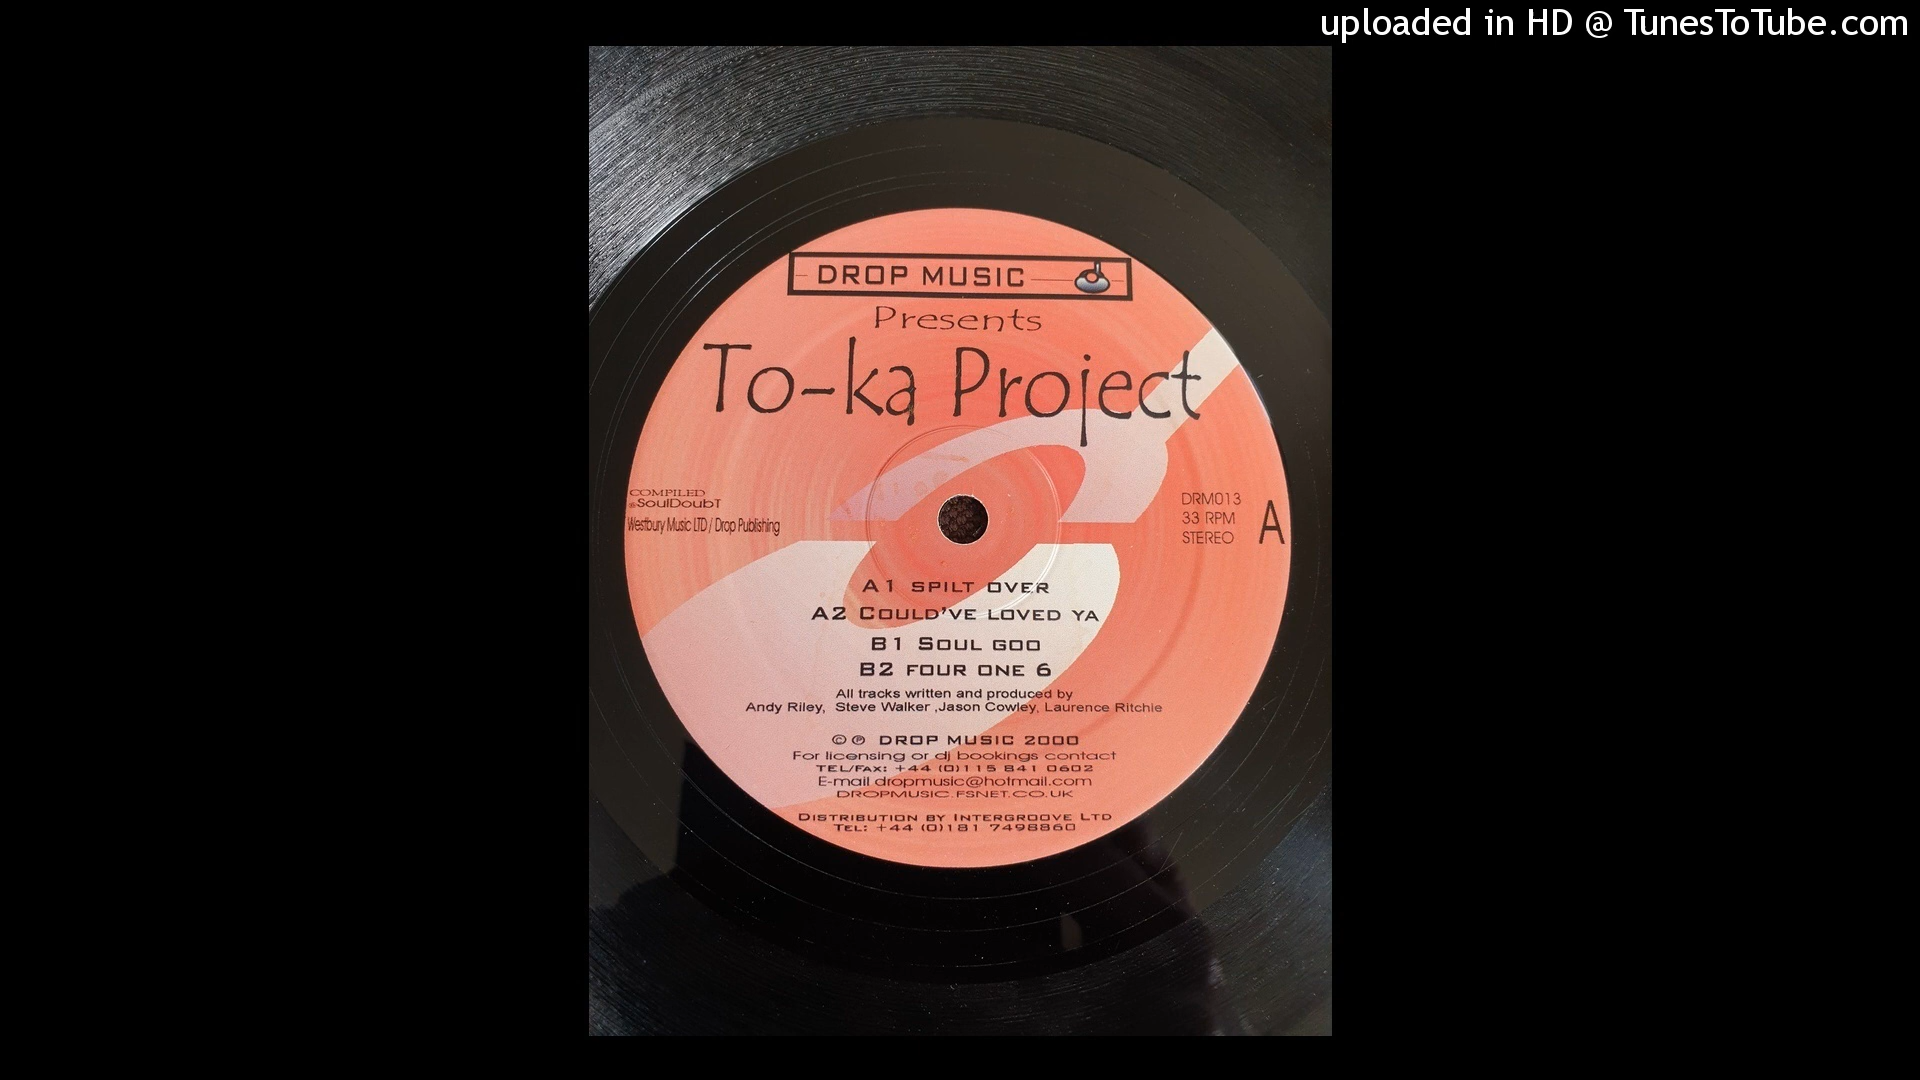 uploaded in HD @ TunesToTube.com
DROP MUSIC
Presents
To-ka Project
COMPILED
@SoulDoubT
Westbury Music LTD / Drop Publishing
DRM013
33 RPM
STEREO
A
A1 SPILT OVER
A2 COULD'VE LOVED YA
B1 SOUL GOO
B2 FOUR ONE 6
All tracks written and produced by
Andy Riley, Steve Walker ,Jason Cowley, Laurence Ritchie
© ℗ DROP MUSIC 2000
For licensing or dj bookings contact
TEL/FAX: +44 (0)115 841 0602
E-mail dropmusic@hotmail.com
DROPMUSIC.FSNET.CO.UK
DISTRIBUTION BY INTERGROOVE LTD
TEL: +44 (0)181 7498860